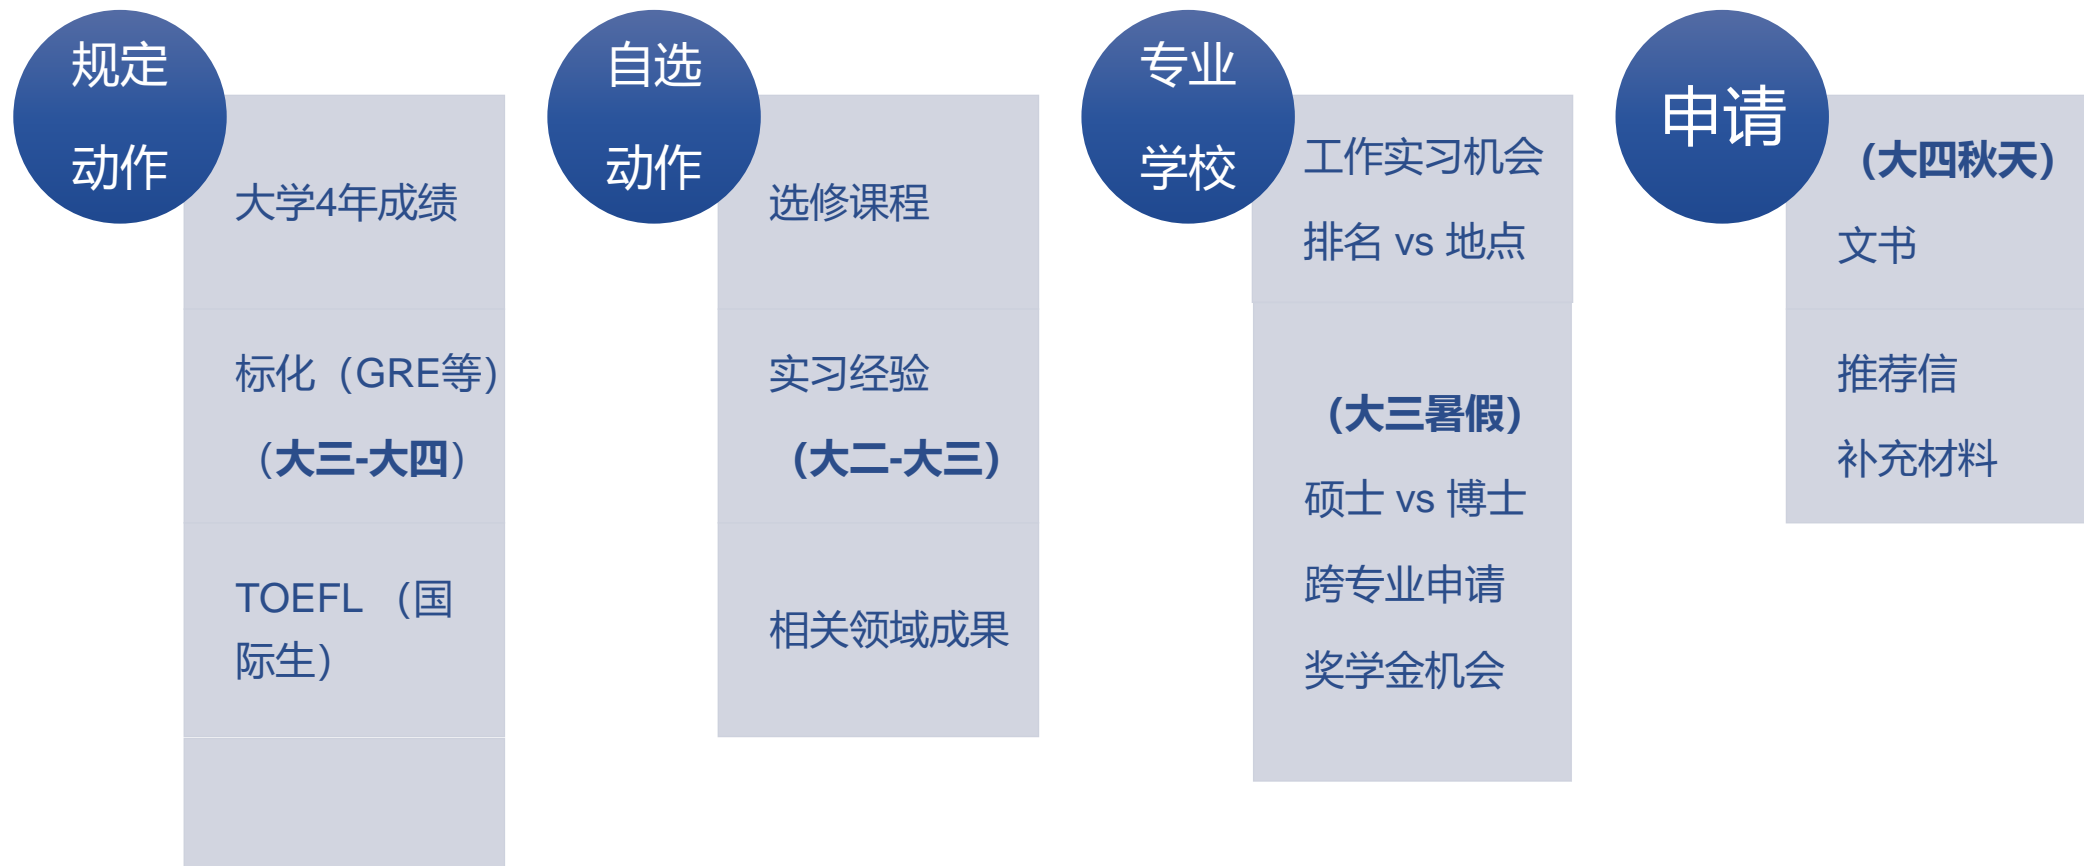 规定
动作
大学4年成绩
标化（GRE等）
（大三-大四）
TOEFL （国
际生）
自选
动作
选修课程
实习经验
（大二-大三）
相关领域成果
专业
学校
工作实习机会
排名 vs 地点
（大三暑假）
硕士 vs 博士
跨专业申请
奖学金机会
申请
（大四秋天）
文书
推荐信
补充材料